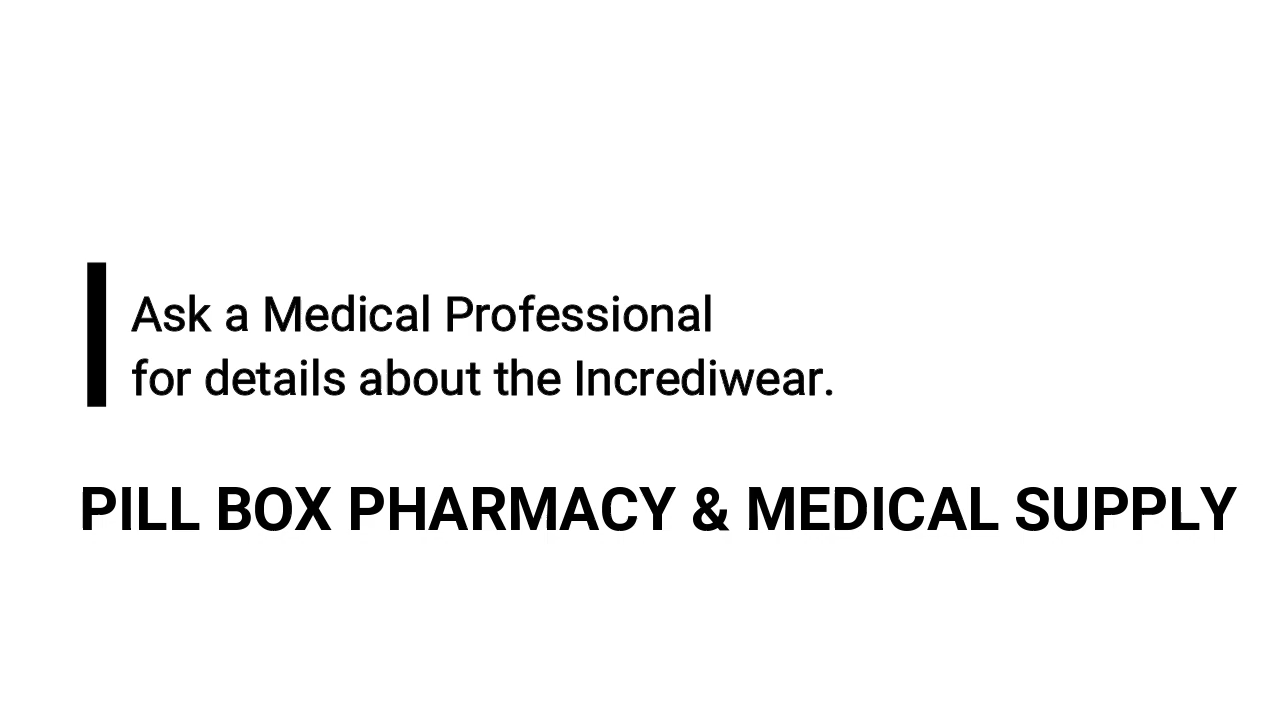 Ask a Medical Professional
for details about the Incrediwear.
PILL BOX PHARMACY & MEDICAL SUPPLY